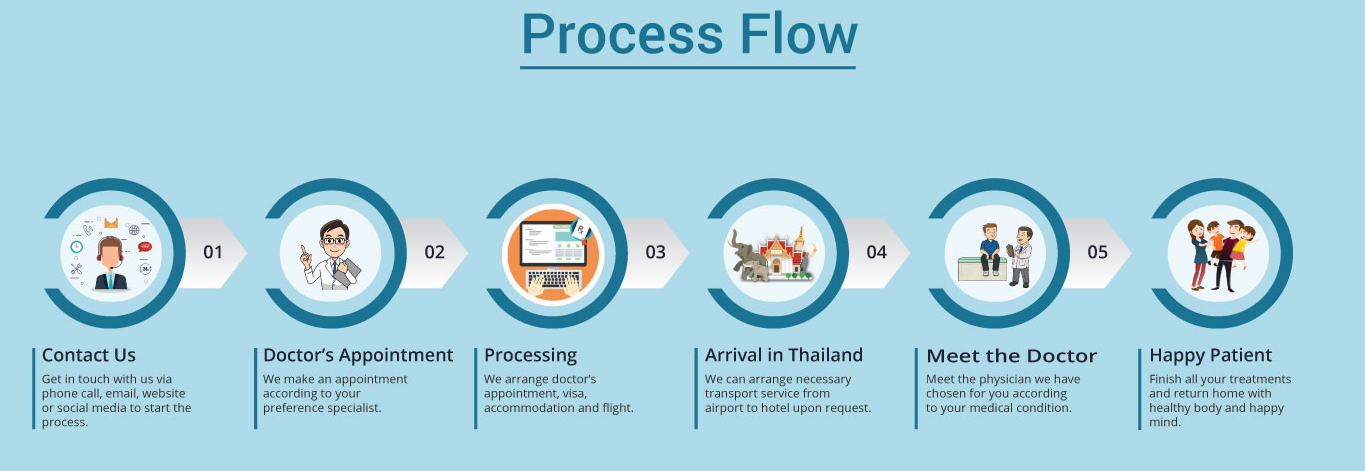 Process Flow
01
02
03
04
05
Contact Us
Get in touch with us via
phone call, email, website
or social media to start the
process.
Doctor's Appointment
We make an appointment
according to your
preference specialist.
Processing
We arrange doctor's
appointment, visa,
accommodation and flight.
Arrival in Thailand
We can arrange necessary
transport service from
airport to hotel upon request.
Meet the Doctor
Meet the physician we have
chosen for you according
to your medical condition.
Happy Patient
Finish all your treatments
and return home with
healthy body and happy
mind.